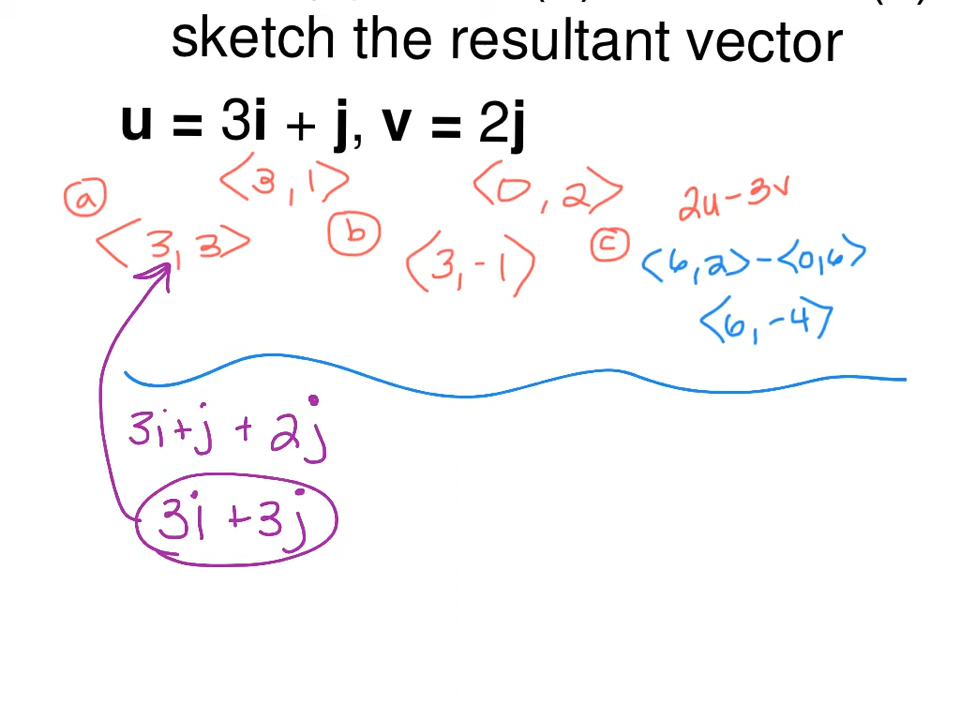 sketch the resultant vector
u = 3i + j, v = 2j
<3, 1> <0, 2> 2u - 3v
a <3, 3> b <3, -1> c <6, 2> - <0, 6>
<6, -4>
3i + j + 2j
3i + 3j